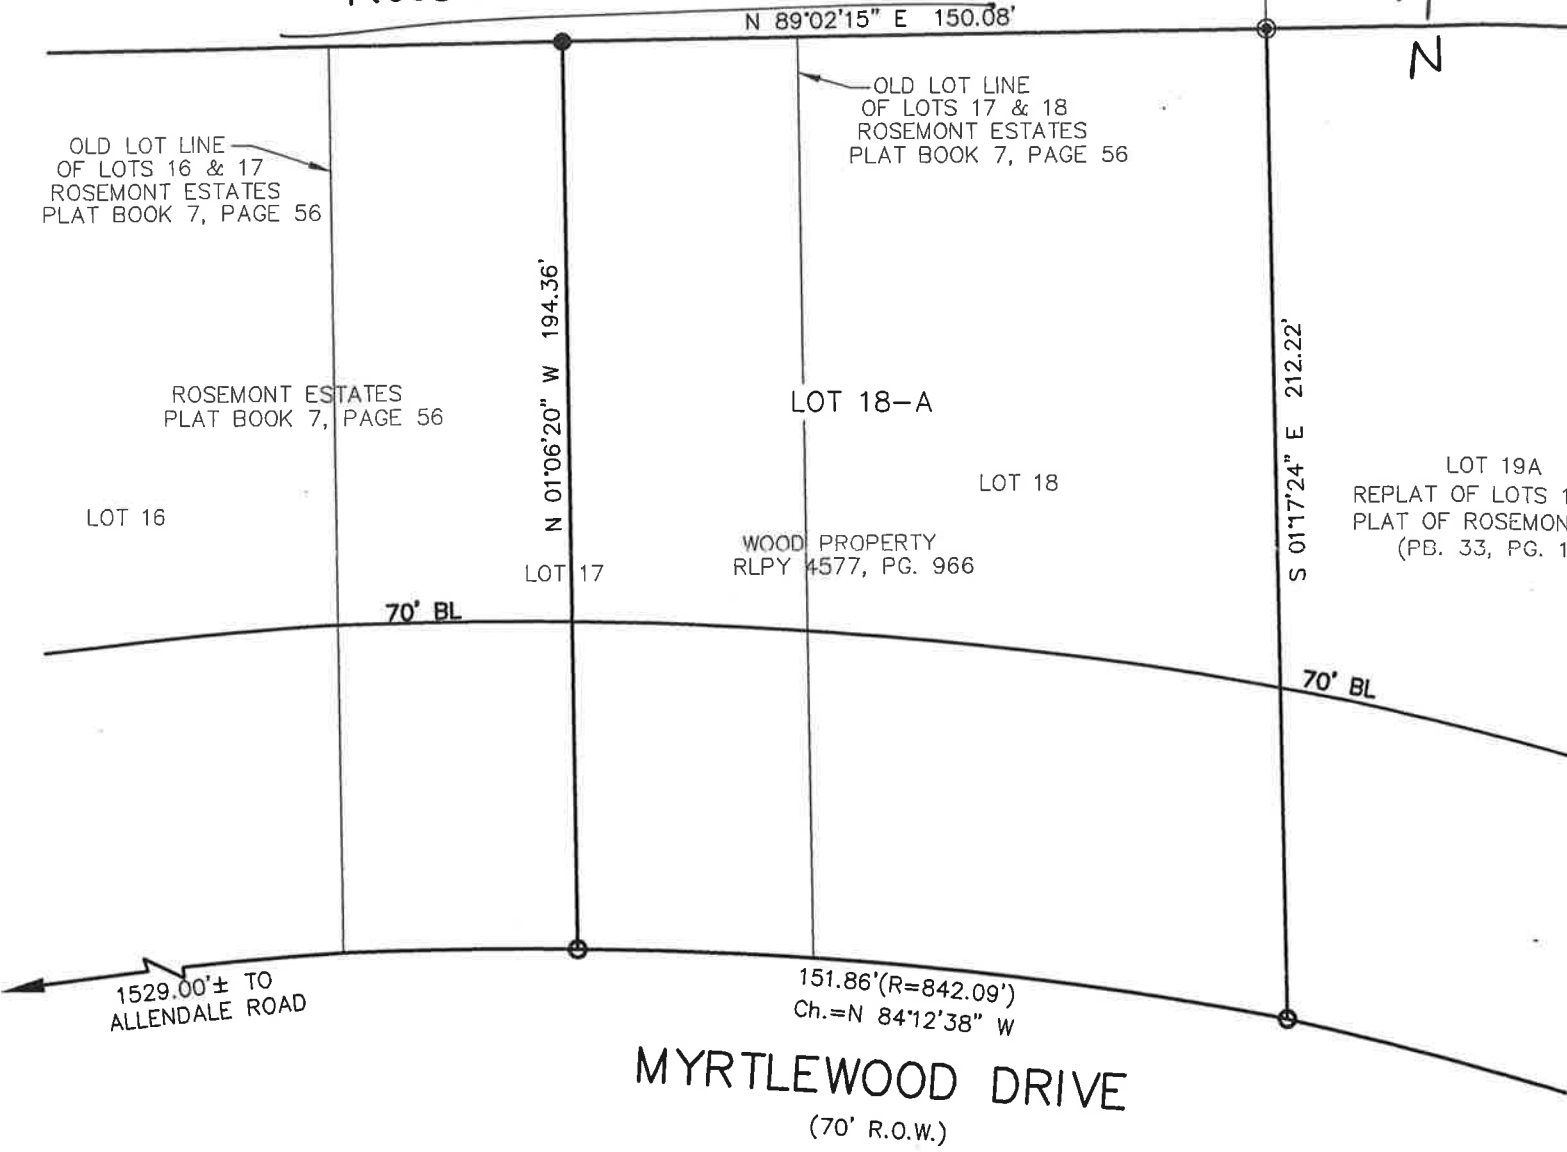 N 89°02'15" E 150.08'
N
OLD LOT LINE
OF LOTS 17 & 18
ROSEMONT ESTATES
PLAT BOOK 7, PAGE 56
OLD LOT LINE
OF LOTS 16 & 17
ROSEMONT ESTATES
PLAT BOOK 7, PAGE 56
N 01°06'20" W 194.36'
S 01°17'24" E 212.22'
ROSEMONT ESTATES
PLAT BOOK 7, PAGE 56
LOT 18-A
LOT 18
LOT 16
LOT 19A
REPLAT OF LOTS
PLAT OF ROSEMON
(PB. 33, PG. 1
WOOD PROPERTY
RLPY 4577, PG. 966
LOT 17
70' BL
70' BL
1529.00'± TO
ALLENDALE ROAD
151.86'(R=842.09')
Ch.=N 84°12'38" W
MYRTLEWOOD DRIVE
(70' R.O.W.)